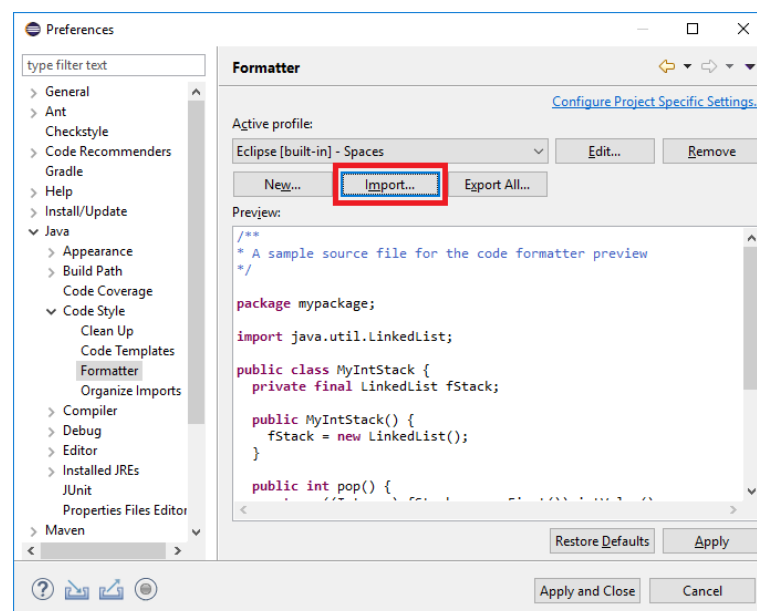 Preferences
type filter text
General
Ant
Checkstyle
Code Recommenders
Gradle
Help
Install/Update
Java
Appearance
Build Path
Code Coverage
Code Style
Clean Up
Code Templates
Formatter
Organize Imports
Compiler
Debug
Editor
Installed JREs
JUnit
Properties Files Editor
Maven
Formatter
Configure Project Specific Settings.
Active profile:
Eclipse [built-in] - Spaces
Edit...
Remove
New...
Import...
Export All...
Preview:
/**
* A sample source file for the code formatter preview
*/
package mypackage;
import java.util.LinkedList;
public class MyIntStack {
private final LinkedList fStack;
public MyIntStack() {
fStack = new LinkedList();
}
public int pop() {
Restore Defaults
Apply
?
Apply and Close
Cancel